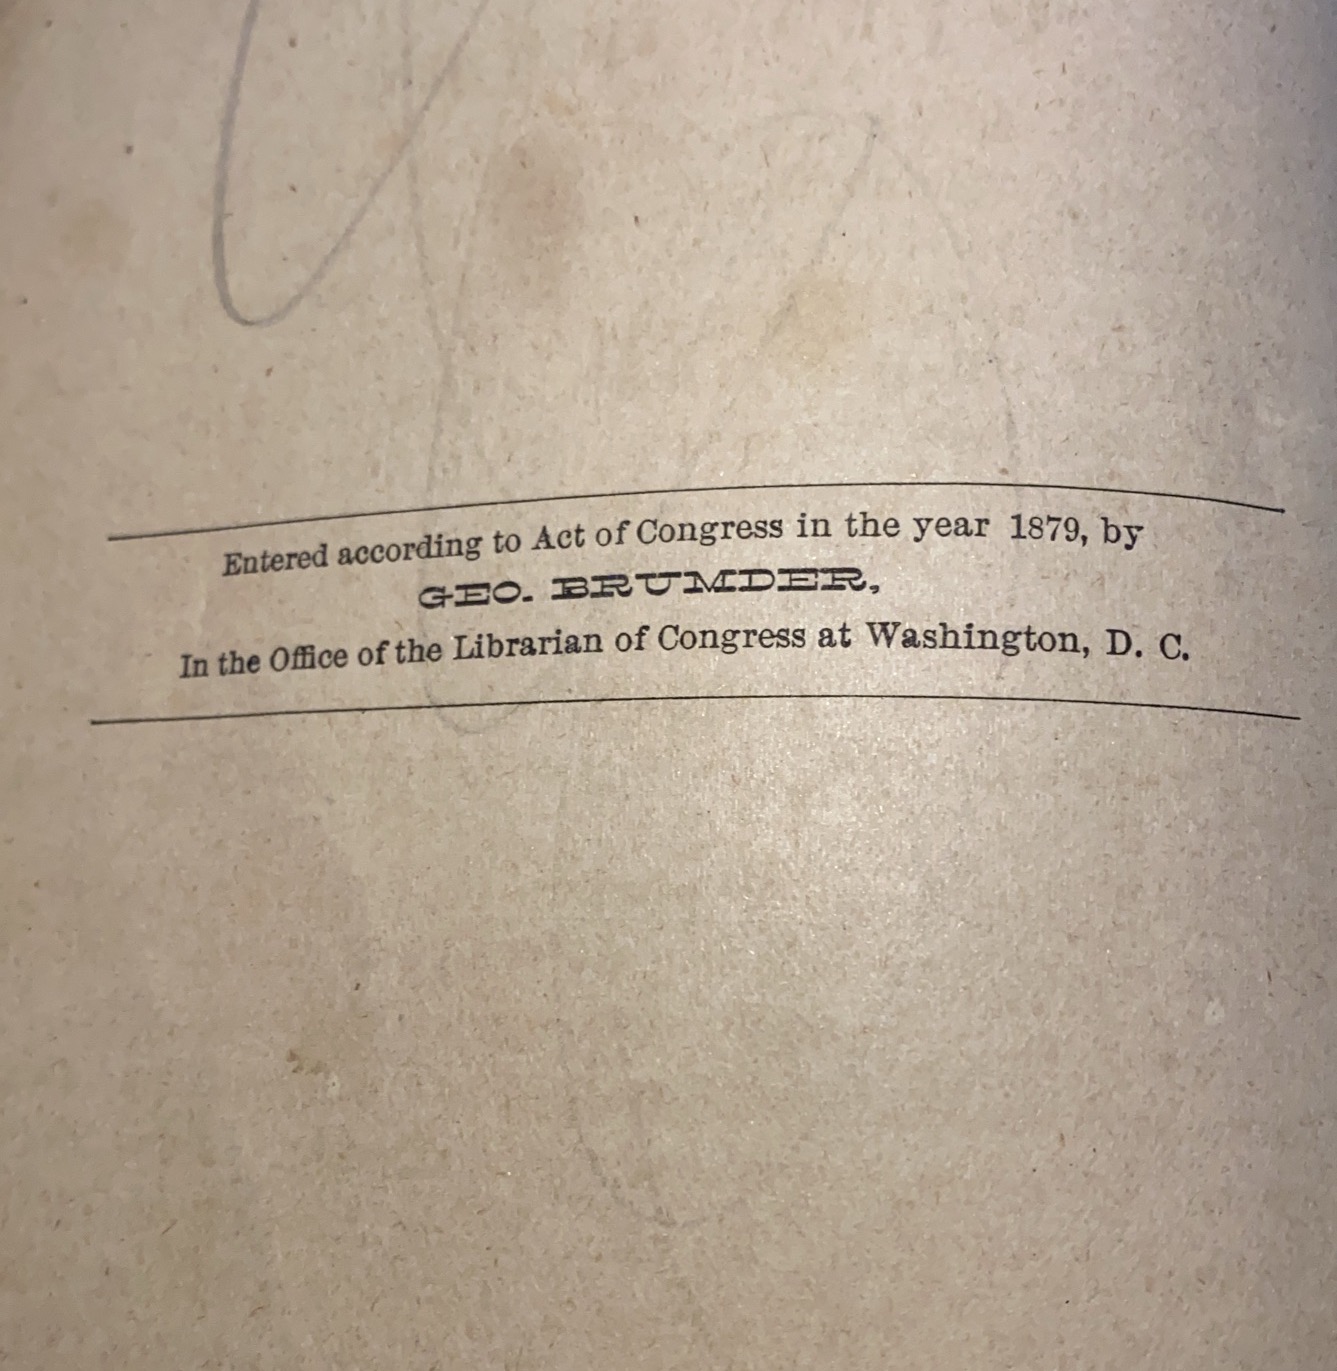 Entered according to Act of Congress in the year 1879, by
GEO. BRUMDER,
In the Office of the Librarian of Congress at Washington, D. C.